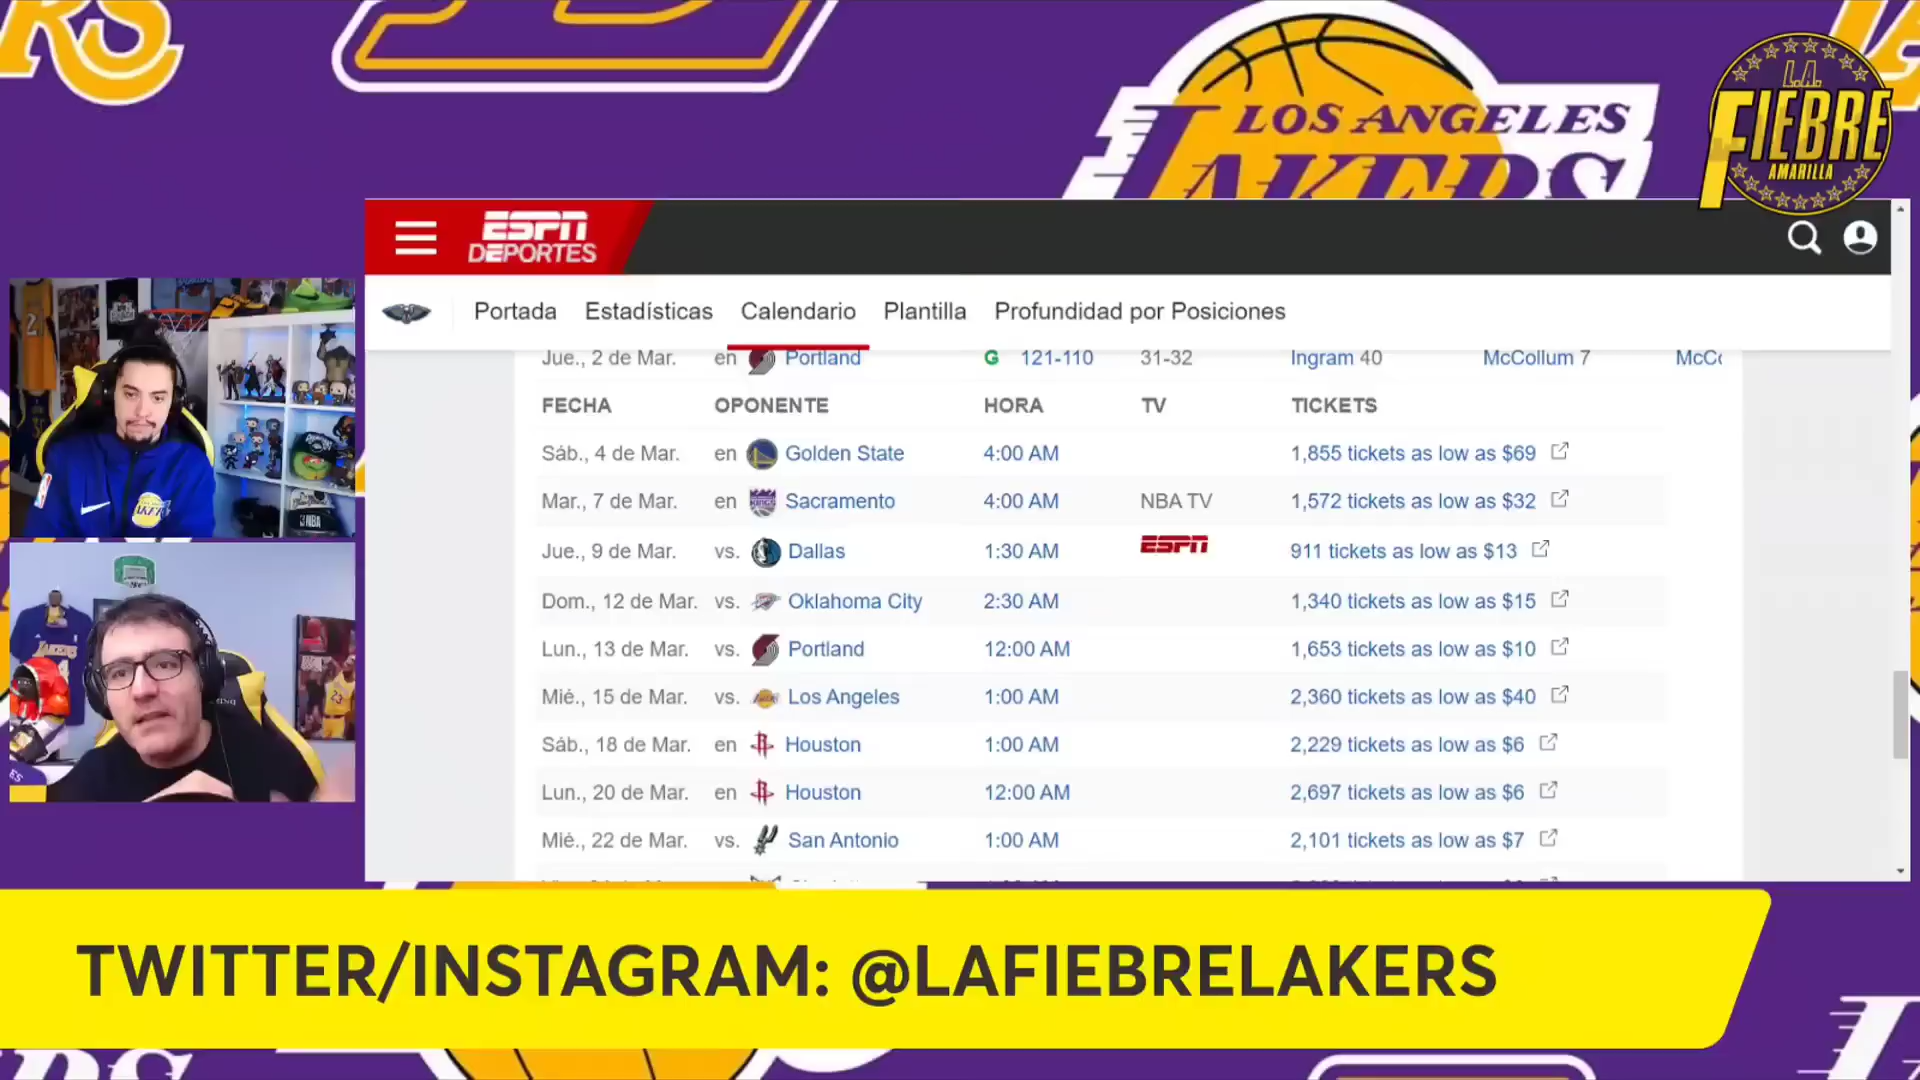 LOS ANGELES
LAKERS
L.A.
FIEBRE
AMARILLA
ESPN
DEPORTES
Portada Estadísticas Calendario Plantilla Profundidad por Posiciones
Jue., 2 de Mar. en Portland G 121-110 31-32 Ingram 40 McCollum 7
FECHA OPONENTE HORA TV TICKETS
Sáb., 4 de Mar. en Golden State 4:00 AM 1,855 tickets as low as $69
Mar., 7 de Mar. en Sacramento 4:00 AM NBA TV 1,572 tickets as low as $32
Jue., 9 de Mar. vs. Dallas 1:30 AM ESPN 911 tickets as low as $13
Dom., 12 de Mar. vs. Oklahoma City 2:30 AM 1,340 tickets as low as $15
Lun., 13 de Mar. vs. Portland 12:00 AM 1,653 tickets as low as $10
Mié., 15 de Mar. vs. Los Angeles 1:00 AM 2,360 tickets as low as $40
Sáb., 18 de Mar. en Houston 1:00 AM 2,229 tickets as low as $6
Lun., 20 de Mar. en Houston 12:00 AM 2,697 tickets as low as $6
Mié., 22 de Mar. vs. San Antonio 1:00 AM 2,101 tickets as low as $7
TWITTER/INSTAGRAM: @LAFIEBRELAKERS